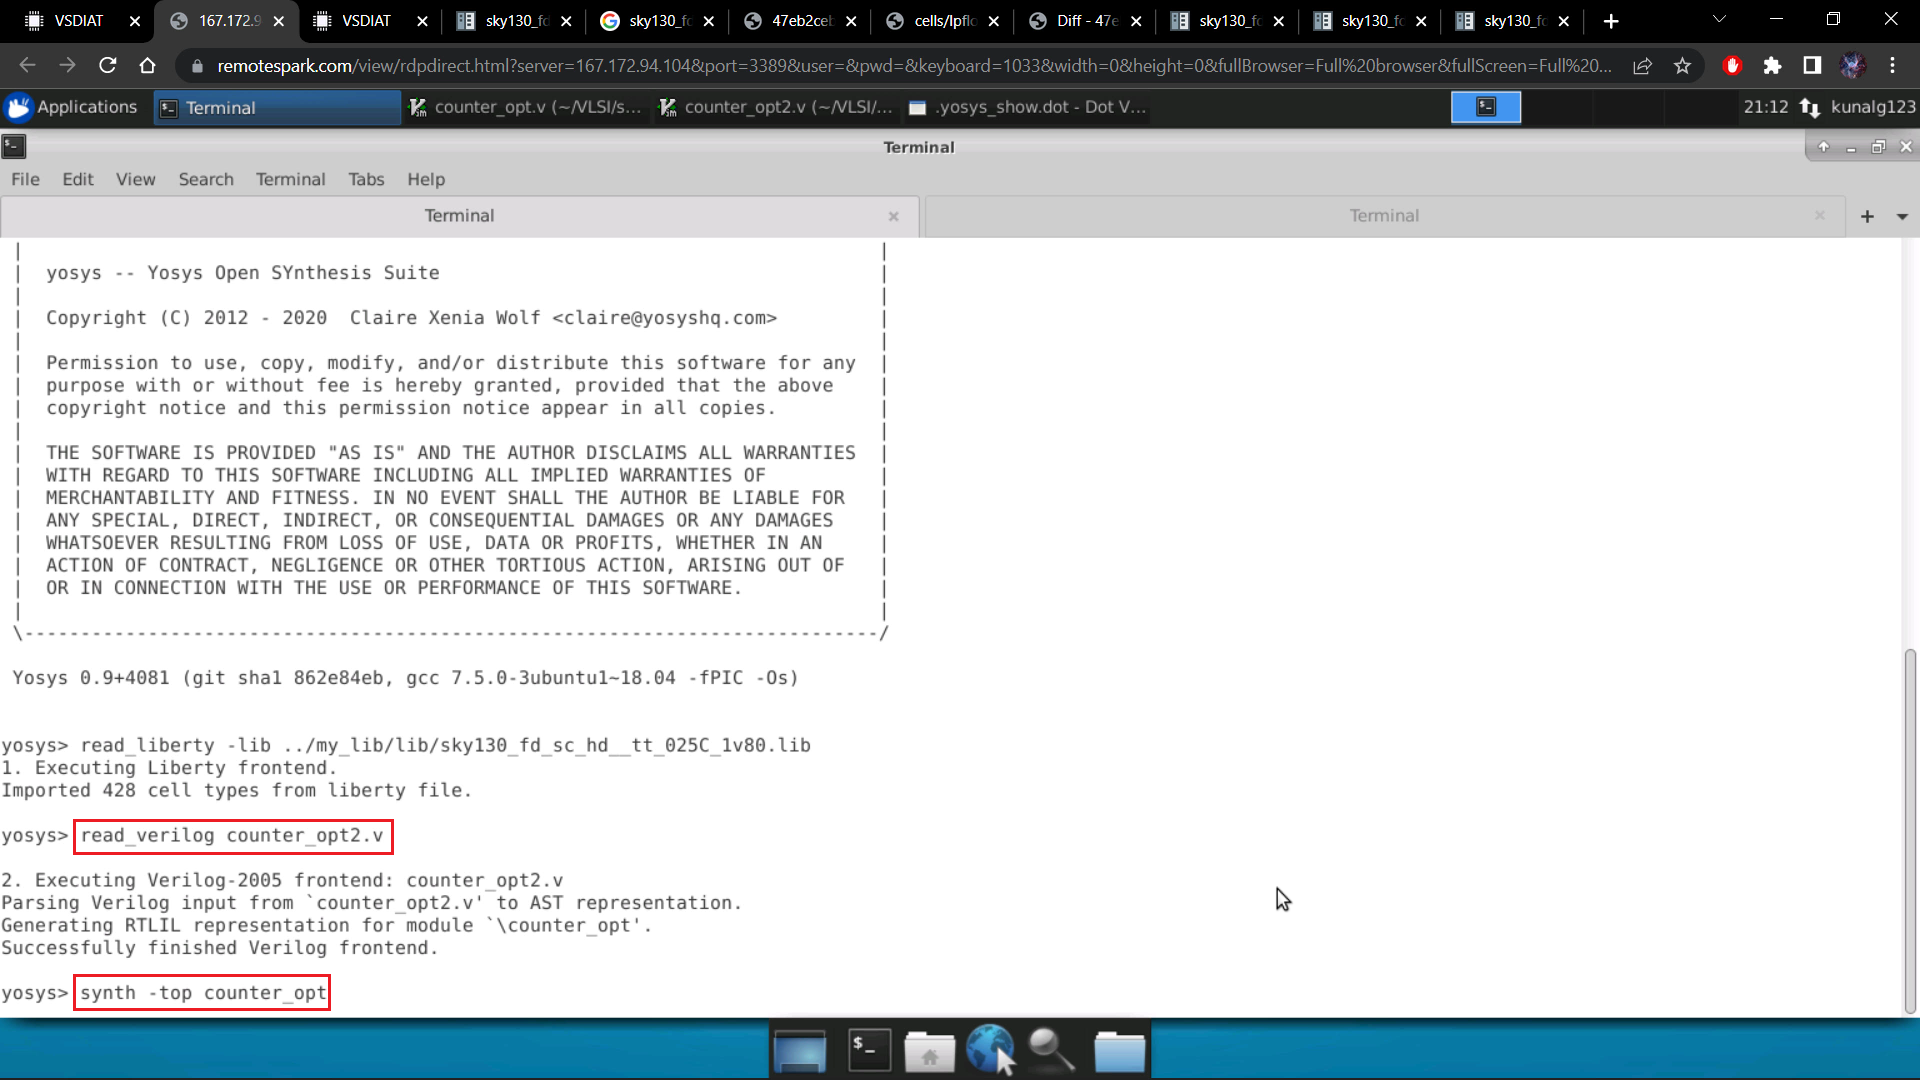 VSDIAT
167.172.9
VSDIAT
sky130_fd
sky130_fd
47eb2ceb
cells/lpflo
Diff - 47e
sky130_fd
sky130_fd
sky130_fd
remotespark.com/view/rdpdirect.html?server=167.172.94.104&port=3389&user=&pwd=&keyboard=1033&width=0&height=0&fullBrowser=Full%20browser&fullScreen=Full%20...
Applications
Terminal
counter_opt.v (~/VLSI/s...
counter_opt2.v (~/VLSI/...
.yosys_show.dot - Dot V...
21:12
kunalg123
Terminal
File Edit View Search Terminal Tabs Help
Terminal
Terminal
| |
| yosys -- Yosys Open SYnthesis Suite |
| |
| Copyright (C) 2012 - 2020  Claire Xenia Wolf <claire@yosyshq.com> |
| |
| Permission to use, copy, modify, and/or distribute this software for any |
| purpose with or without fee is hereby granted, provided that the above |
| copyright notice and this permission notice appear in all copies. |
| |
| THE SOFTWARE IS PROVIDED "AS IS" AND THE AUTHOR DISCLAIMS ALL WARRANTIES |
| WITH REGARD TO THIS SOFTWARE INCLUDING ALL IMPLIED WARRANTIES OF |
| MERCHANTABILITY AND FITNESS. IN NO EVENT SHALL THE AUTHOR BE LIABLE FOR |
| ANY SPECIAL, DIRECT, INDIRECT, OR CONSEQUENTIAL DAMAGES OR ANY DAMAGES |
| WHATSOEVER RESULTING FROM LOSS OF USE, DATA OR PROFITS, WHETHER IN AN |
| ACTION OF CONTRACT, NEGLIGENCE OR OTHER TORTIOUS ACTION, ARISING OUT OF |
| OR IN CONNECTION WITH THE USE OR PERFORMANCE OF THIS SOFTWARE. |
| |
\----------------------------------------------------------------------------/
Yosys 0.9+4081 (git sha1 862e84eb, gcc 7.5.0-3ubuntu1~18.04 -fPIC -Os)
yosys> read_liberty -lib ../my_lib/lib/sky130_fd_sc_hd__tt_025C_1v80.lib
1. Executing Liberty frontend.
Imported 428 cell types from liberty file.
yosys> read_verilog counter_opt2.v
2. Executing Verilog-2005 frontend: counter_opt2.v
Parsing Verilog input from `counter_opt2.v' to AST representation.
Generating RTLIL representation for module `\counter_opt'.
Successfully finished Verilog frontend.
yosys> synth -top counter_opt